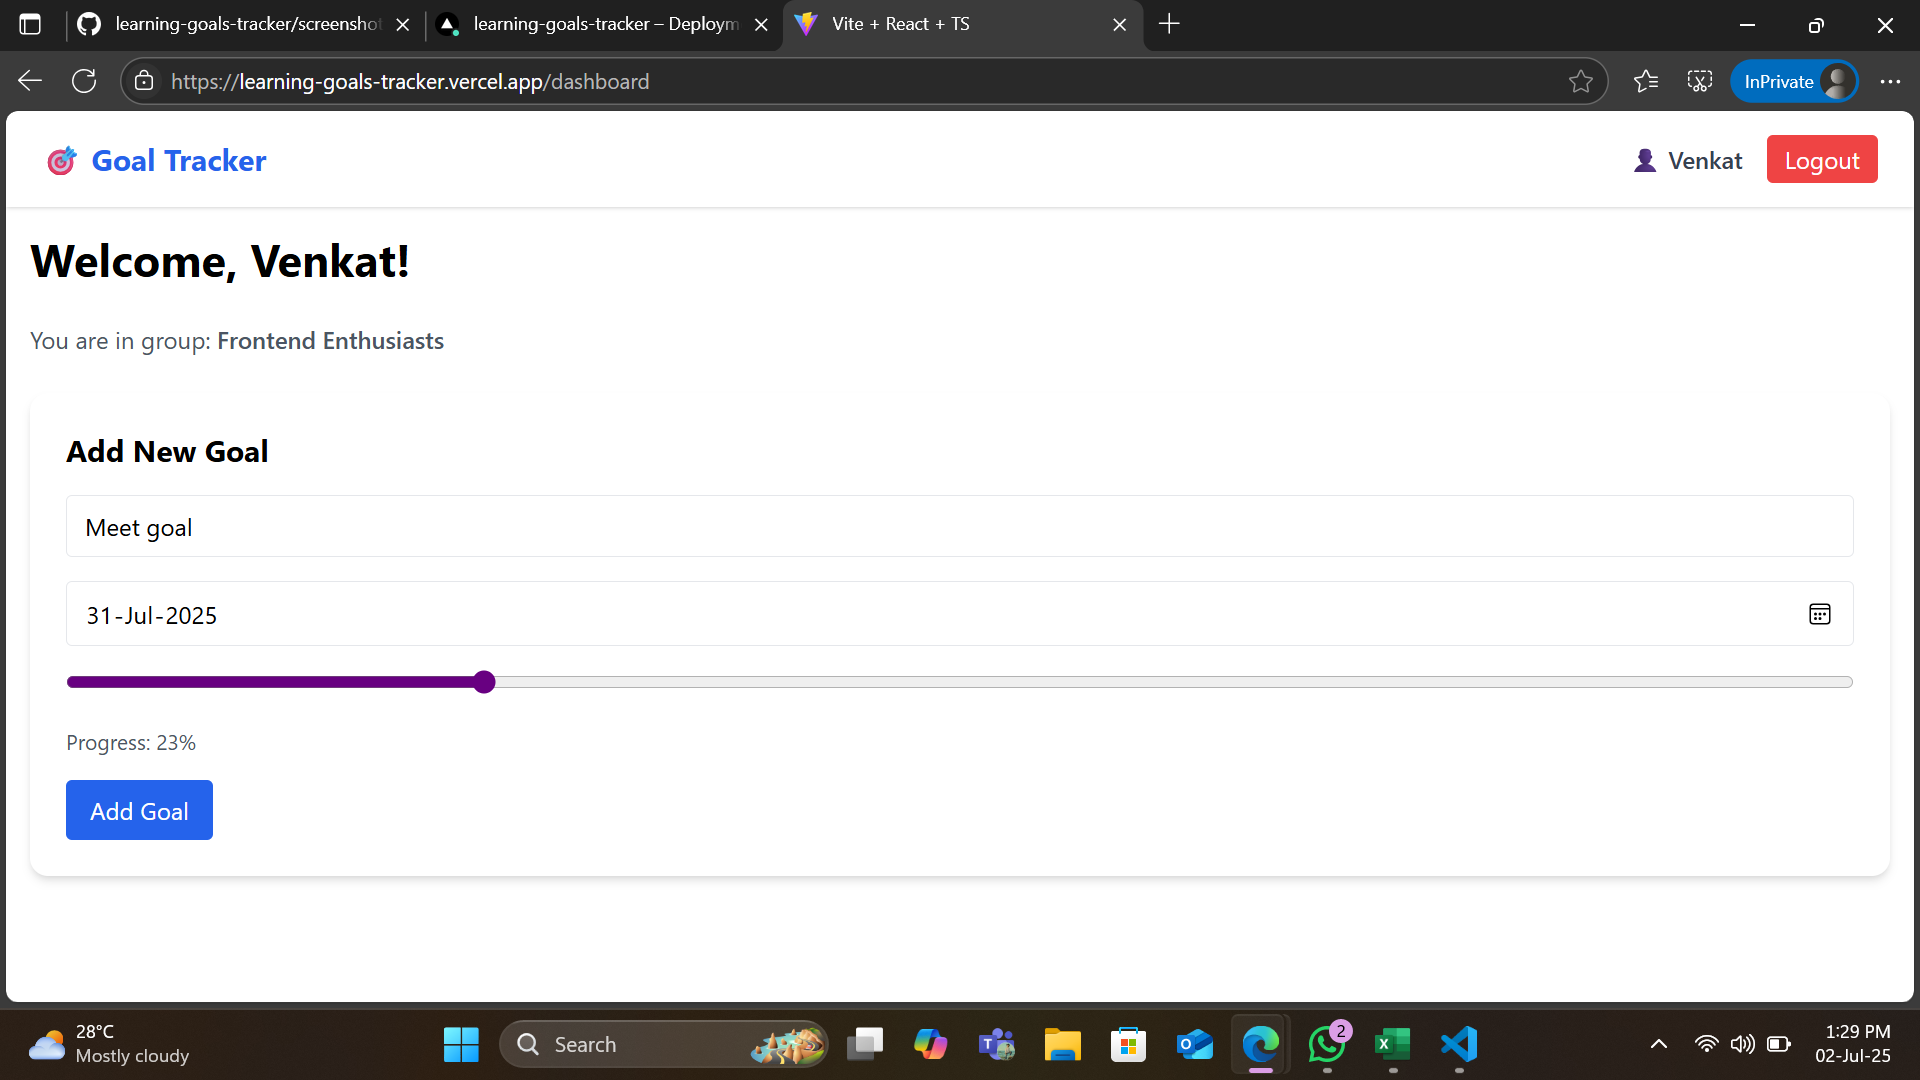 learning-goals-tracker/screenshot
learning-goals-tracker – Deploym
Vite + React + TS
https://learning-goals-tracker.vercel.app/dashboard
InPrivate
Goal Tracker
Venkat
Logout
Welcome, Venkat!
You are in group: Frontend Enthusiasts
Add New Goal
Meet goal
31-Jul-2025
Progress: 23%
Add Goal
28°C
Mostly cloudy
Search
2
1:29 PM
02-Jul-25